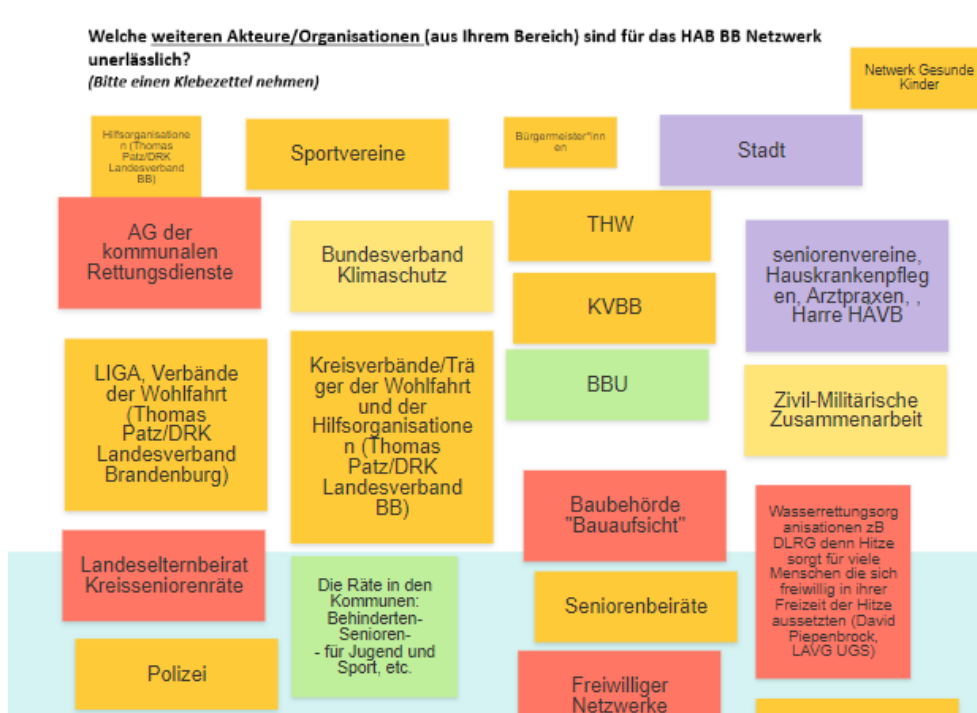 Welche weiteren Akteure/Organisationen (aus Ihrem Bereich) sind für das HAB BB Netzwerk
unerlässlich?
(Bitte einen Klebezettel nehmen)
Netwerk Gesunde
Kinder
Hilfsorganisatione
n (Thomas
Patz/DRK
Landesverband
BB)
Sportvereine
Bürgermeister*inn
en
Stadt
AG der
kommunalen
Rettungsdienste
Bundesverband
Klimaschutz
THW
seniorenvereine,
Hauskrankenpfleg
en, Arztpraxen, ,
Harre HÄVB
KVBB
LIGA, Verbände
der Wohlfahrt
(Thomas
Patz/DRK
Landesverband
Brandenburg)
Kreisverbände/Trä
ger der Wohlfahrt
und der
Hilfsorganisatione
n (Thomas
Patz/DRK
Landesverband
BB)
BBU
Zivil-Militärische
Zusammenarbeit
Baubehörde
"Bauaufsicht"
Wasserrettungsorg
anisationen zB
DLRG denn Hitze
sorgt für viele
Menschen die sich
freiwillig in ihrer
Freizeit der Hitze
aussetzten (David
Piepenbrock,
LAVG UGS)
Landeselternbeirat
Kreisseniorenräte
Die Räte in den
Kommunen:
Behinderten-
Senioren-
- für Jugend und
Sport, etc.
Seniorenbeiräte
Polizei
Freiwilliger
Netzwerke